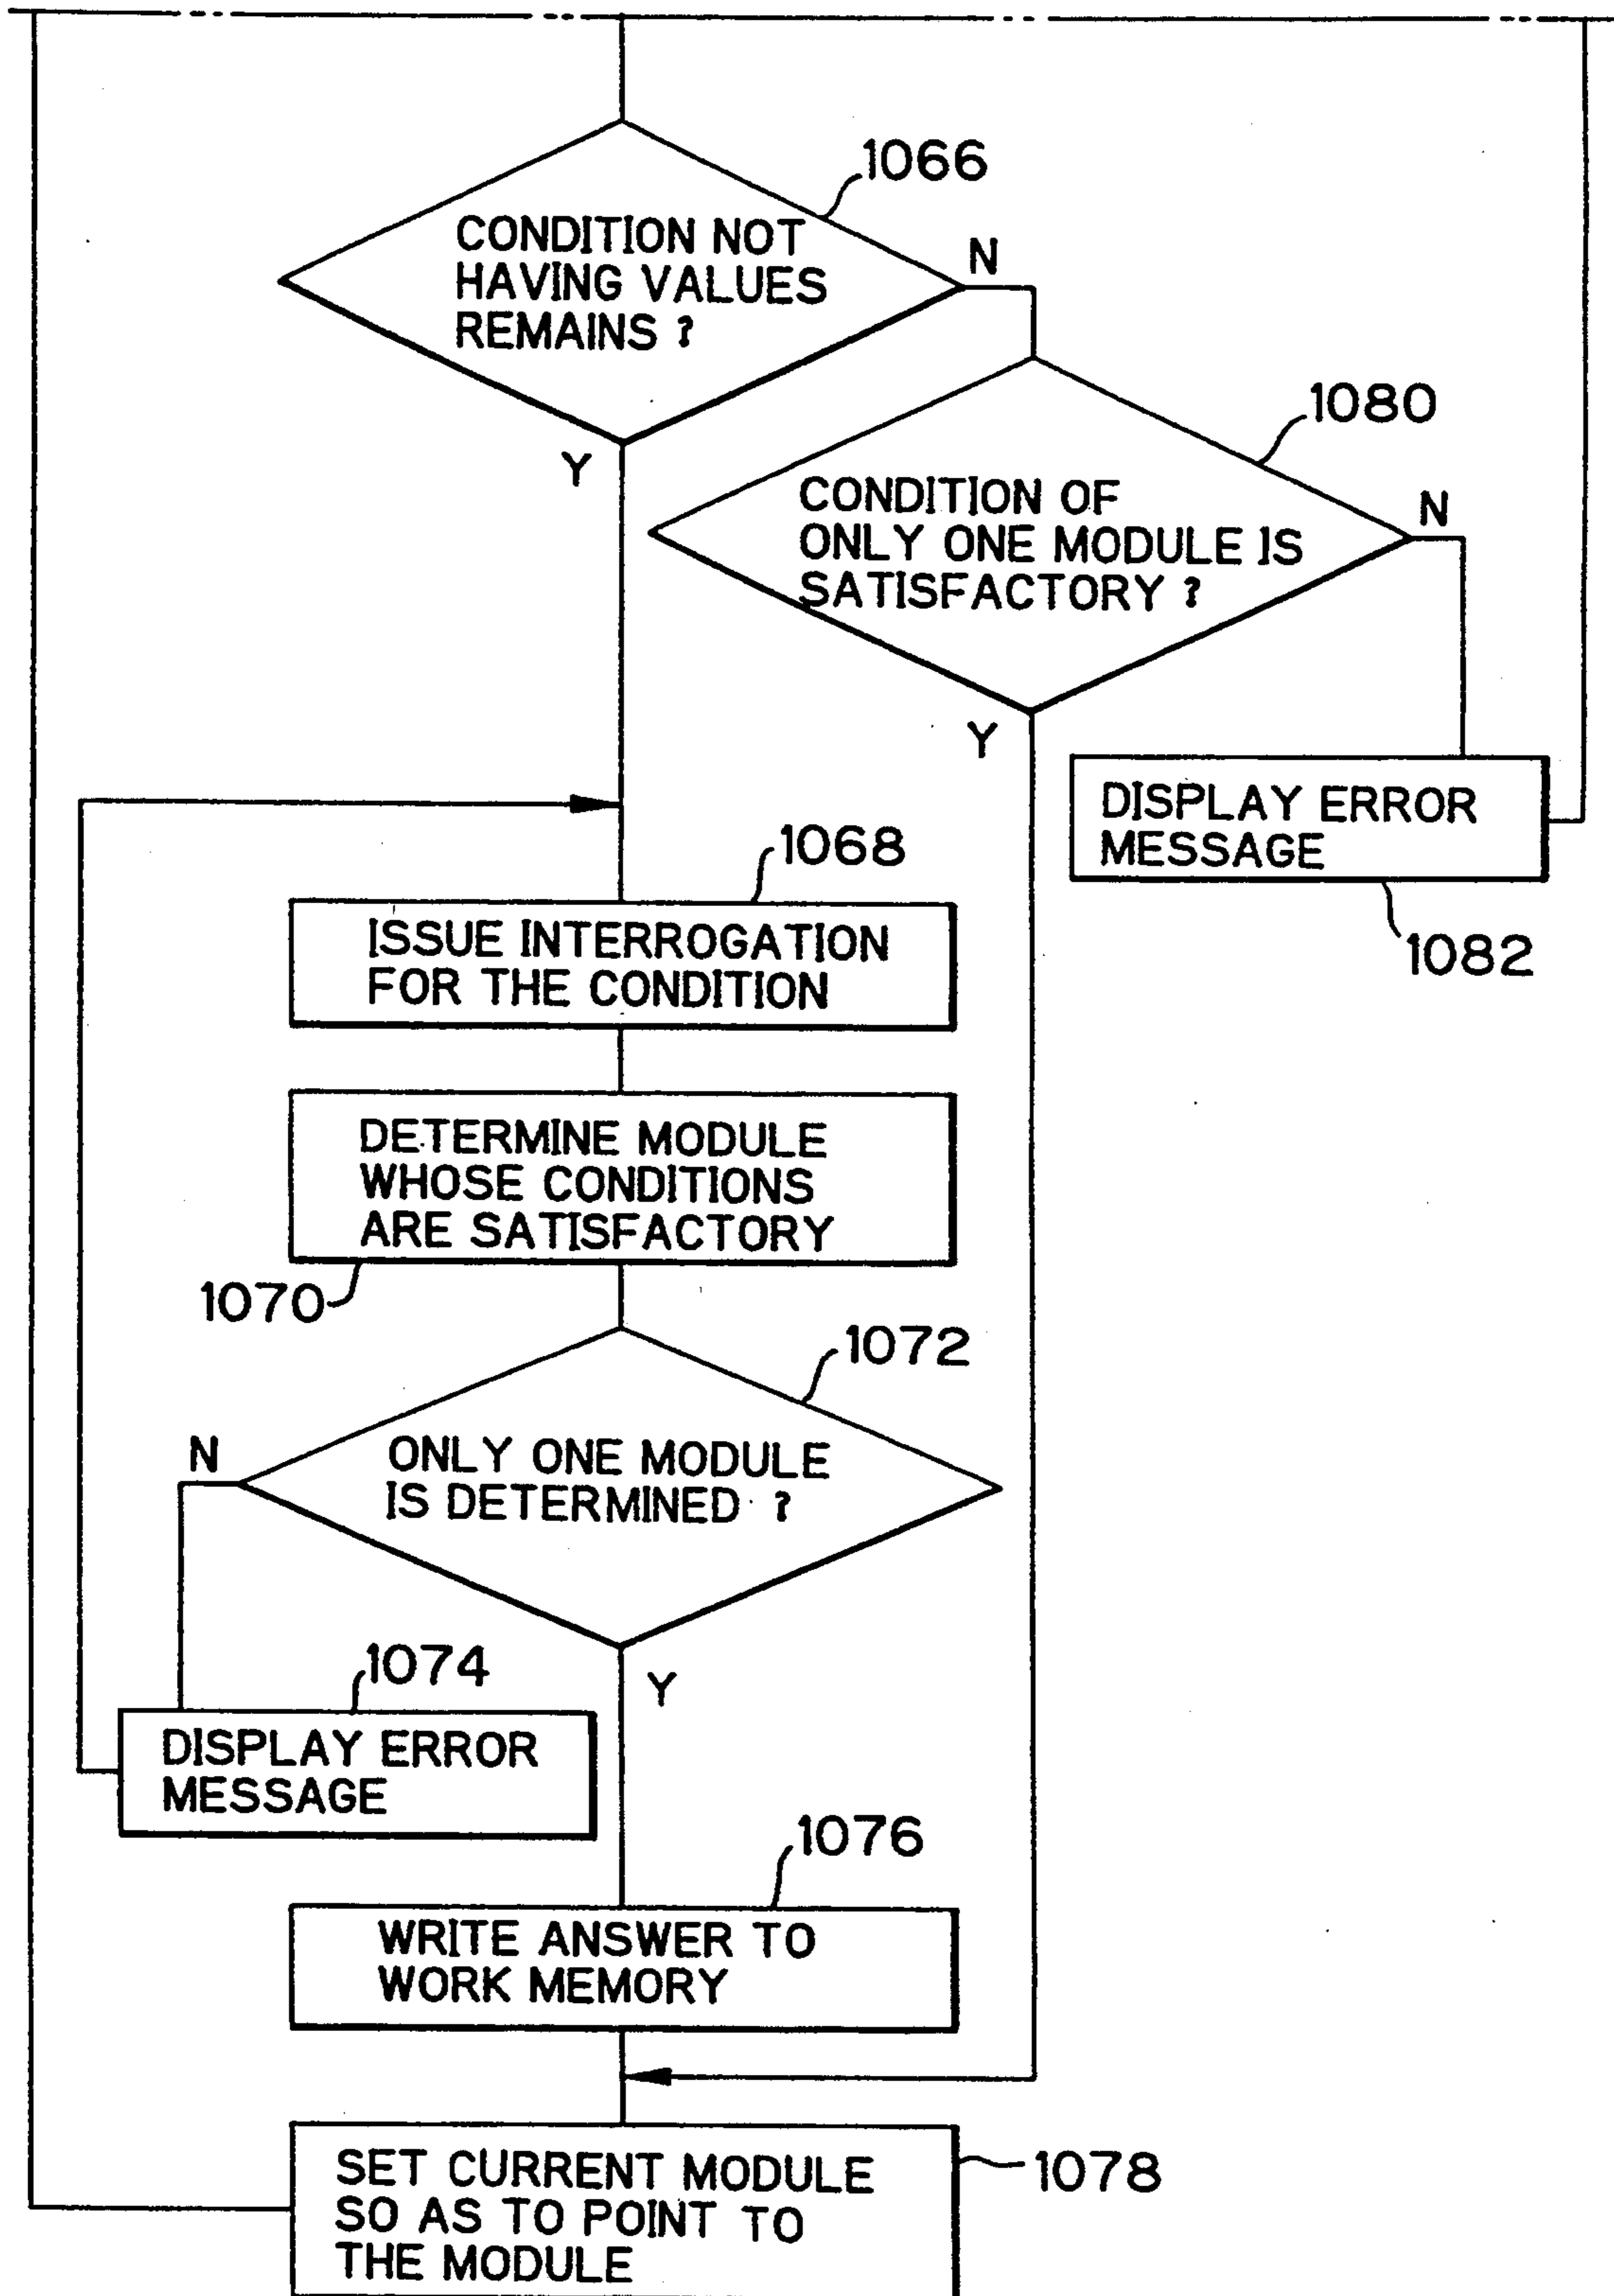 1066
CONDITION NOT
HAVING VALUES
REMAINS ?
N
Y
1080
CONDITION OF
ONLY ONE MODULE IS
SATISFACTORY ?
N
Y
DISPLAY ERROR
MESSAGE
1082
1068
ISSUE INTERROGATION
FOR THE CONDITION
DETERMINE MODULE
WHOSE CONDITIONS
ARE SATISFACTORY
1070
1072
N
ONLY ONE MODULE
IS DETERMINED ?
Y
1074
DISPLAY ERROR
MESSAGE
1076
WRITE ANSWER TO
WORK MEMORY
SET CURRENT MODULE
SO AS TO POINT TO
THE MODULE
1078